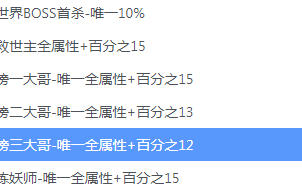 世界BOSS首杀-唯一10%
救世主全属性+百分之15
榜一大哥-唯一全属性+百分之15
榜二大哥-唯一全属性+百分之13
榜三大哥-唯一全属性+百分之12
炼妖师-唯一全属性+百分之15